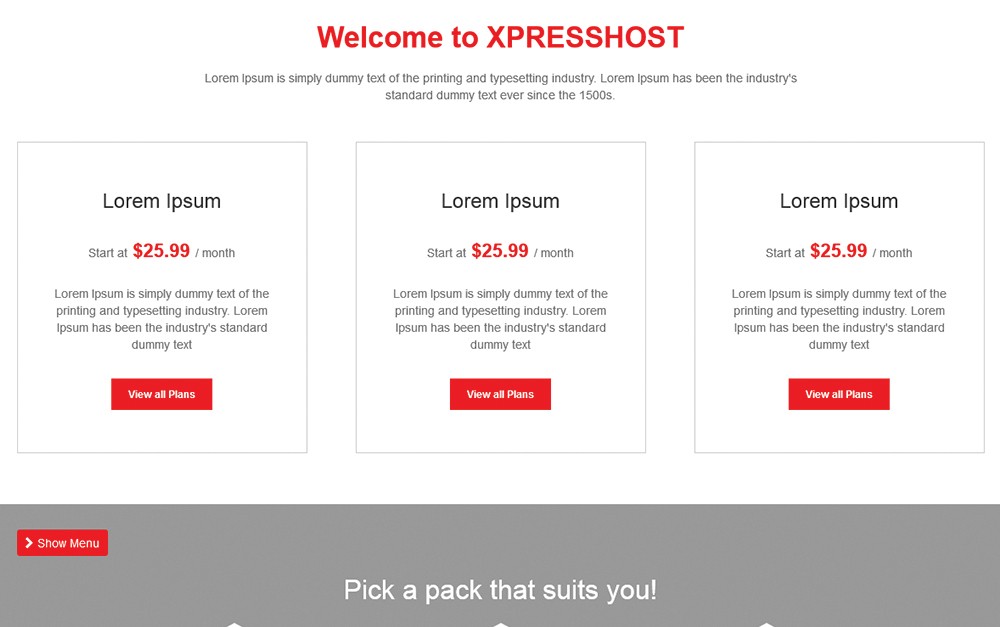 Welcome to XPRESSHOST
Lorem Ipsum is simply dummy text of the printing and typesetting industry. Lorem Ipsum has been the industry's
standard dummy text ever since the 1500s.
Lorem Ipsum
Start at $25.99 / month
Lorem Ipsum is simply dummy text of the
printing and typesetting industry. Lorem
Ipsum has been the industry's standard
dummy text
View all Plans
Lorem Ipsum
Start at $25.99 / month
Lorem Ipsum is simply dummy text of the
printing and typesetting industry. Lorem
Ipsum has been the industry's standard
dummy text
View all Plans
Lorem Ipsum
Start at $25.99 / month
Lorem Ipsum is simply dummy text of the
printing and typesetting industry. Lorem
Ipsum has been the industry's standard
dummy text
View all Plans
Show Menu
Pick a pack that suits you!